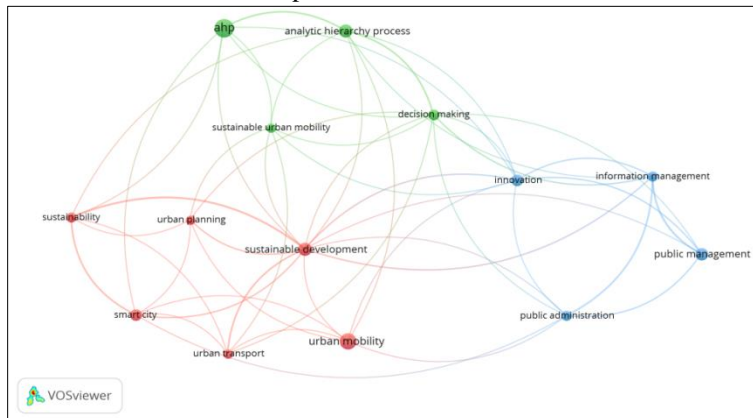 ahp
analytic hierarchy process
decision making
sustainable urban mobility
innovation
information management
sustainability
urban planning
sustainable development
public management
smart city
public administration
urban mobility
urban transport
VOSviewer